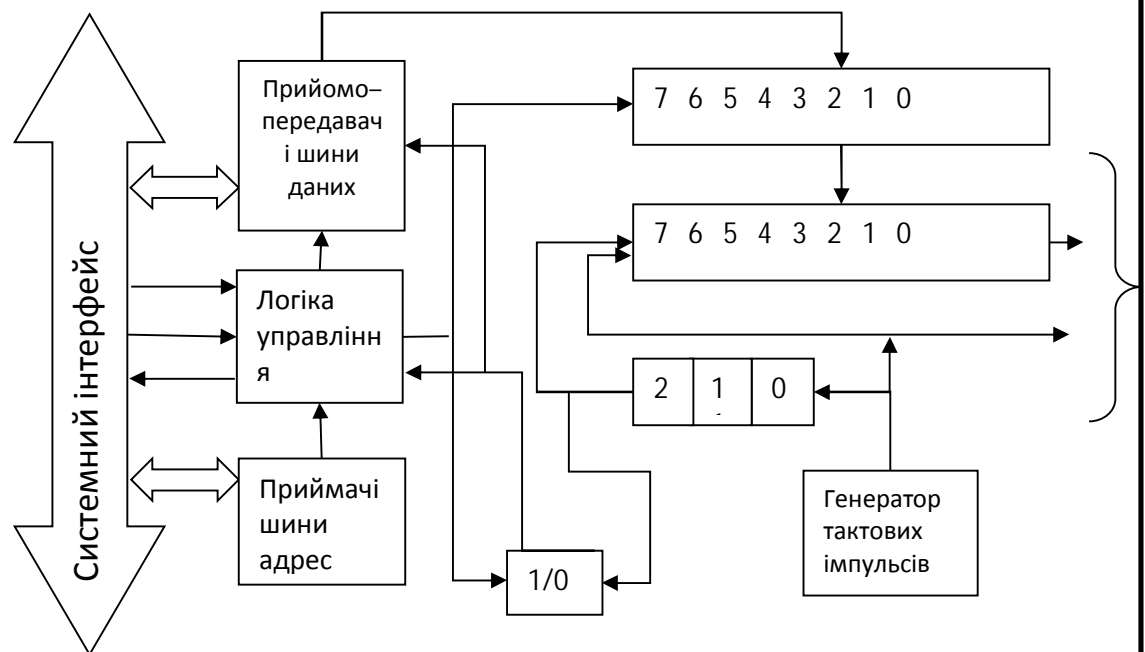 Системний інтерфейс
Прийомо–
передавач
і шини
даних
Логіка
управлінн
я
Приймачі
шини
адрес
7 6 5 4 3 2 1 0
7 6 5 4 3 2 1 0
2 1 0
1/0
Генератор
тактових
імпульсів